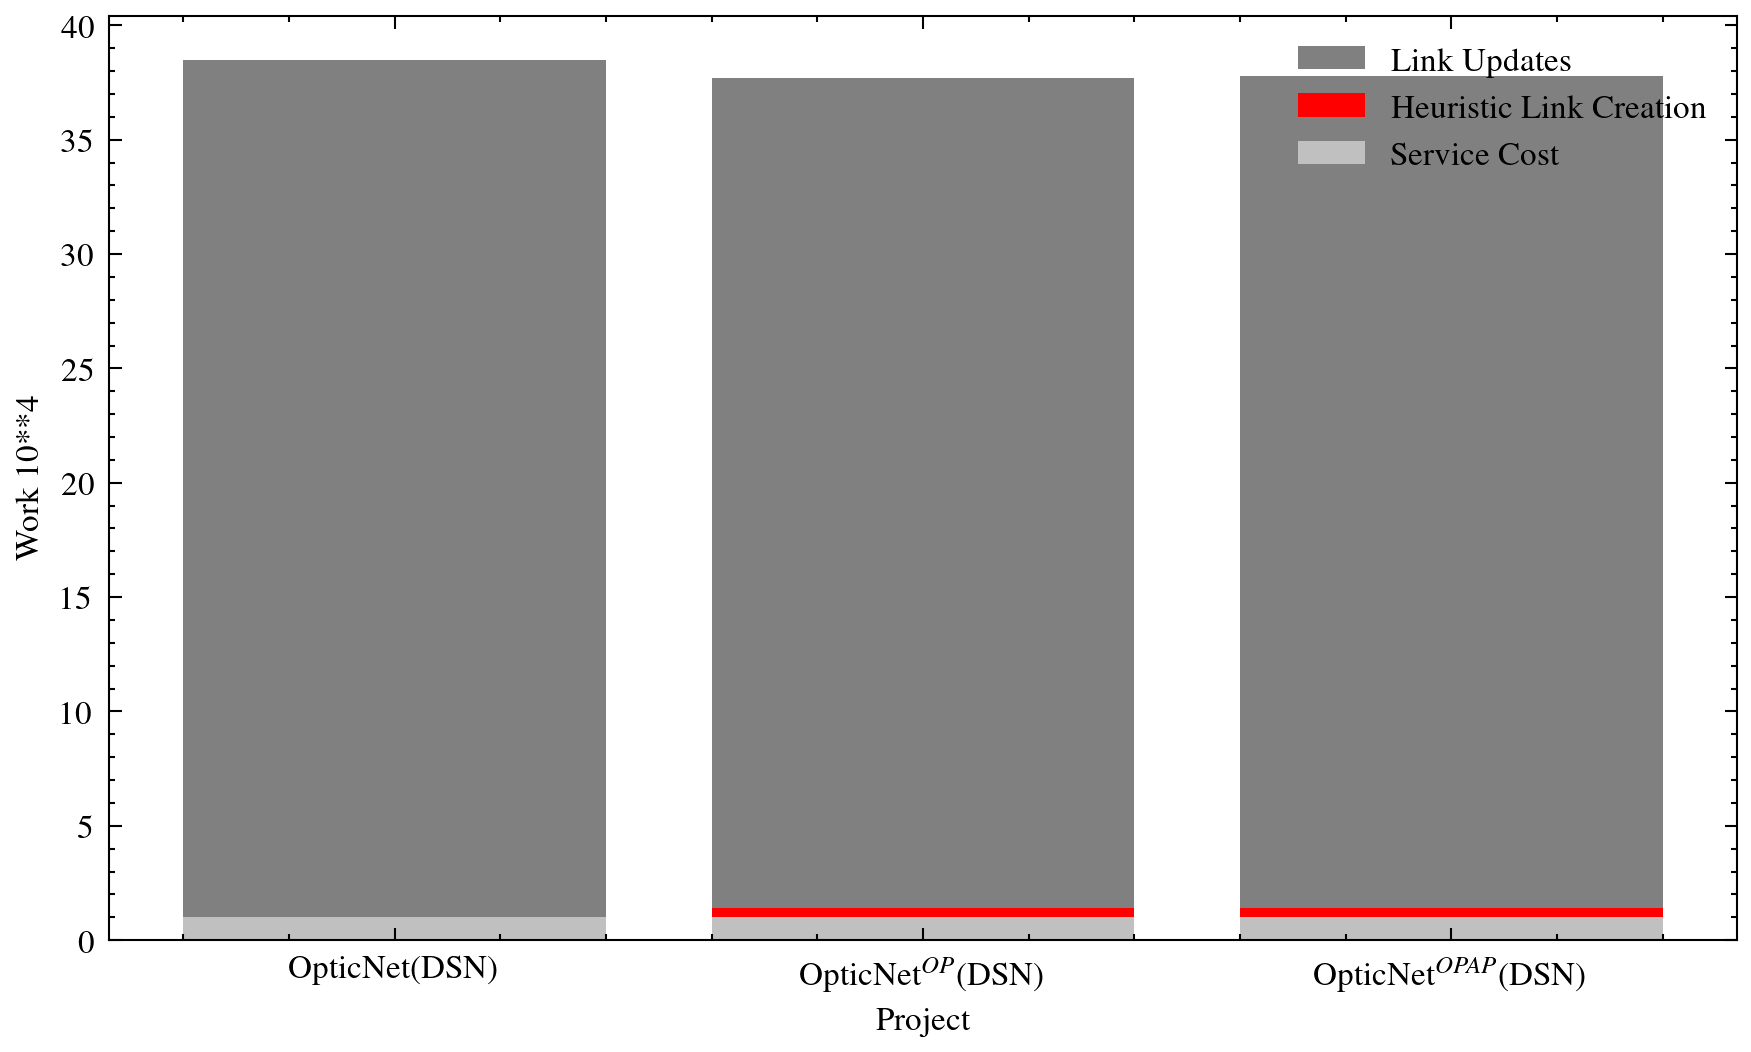 40
35
30
25
20
15
10
5
0
Work 10**4
Link Updates
Heuristic Link Creation
Service Cost
OpticNet(DSN)
OpticNet^OP(DSN)
OpticNet^OPAP(DSN)
Project